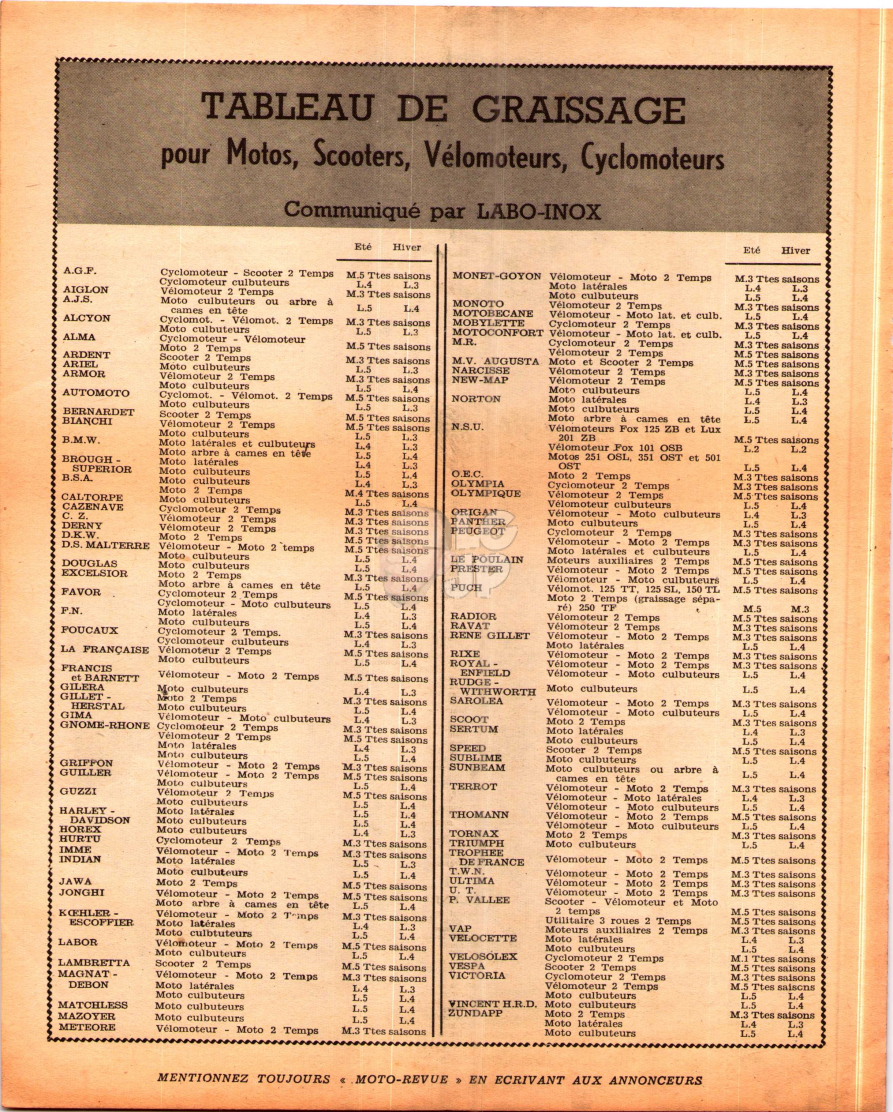 TABLEAU DE GRAISSAGE
pour Motos, Scooters, Vélomoteurs, Cyclomoteurs
Communiqué par LABO-INOX
Eté Hiver
A.G.F. Cyclomoteur - Scooter 2 Temps M.5 Ttes saisons
Cyclomoteur culbuteurs L.4 L.3
AIGLON Vélomoteur 2 Temps M.3 Ttes saisons
A.J.S. Moto culbuteurs ou arbre à
cames en tête L.5 L.4
ALCYON Cyclomot. - Vélomot. 2 Temps M.3 Ttes saisons
Moto culbuteurs L.5 L.3
ALMA Cyclomoteur - Vélomoteur
Moto 2 Temps M.5 Ttes saisons
ARDENT Scooter 2 Temps M.3 Ttes saisons
ARIEL Moto culbuteurs L.5 L.3
ARMOR Vélomoteur 2 Temps M.3 Ttes saisons
Moto culbuteurs L.5 L.4
AUTOMOTO Cyclomot. - Vélomot. 2 Temps M.5 Ttes saisons
Moto culbuteurs L.5 L.3
BERNARDET Scooter 2 Temps M.5 Ttes saisons
BIANCHI Vélomoteur 2 Temps M.5 Ttes saisons
Moto culbuteurs L.5 L.3
B.M.W. Moto latérales et culbuteurs L.4 L.3
Moto arbre à cames en tête L.5 L.4
BROUGH - Moto latérales L.4 L.3
SUPERIOR Moto culbuteurs L.5 L.4
B.S.A. Moto culbuteurs L.4 L.3
Moto 2 Temps M.4 Ttes saisons
CALTORPE Moto culbuteurs L.5 L.4
CAZENAVE Cyclomoteur 2 Temps M.3 Ttes saisons
C. Z. Vélomoteur 2 Temps M.3 Ttes saisons
DERNY Vélomoteur 2 Temps M.3 Ttes saisons
D.K.W. Moto 2 Temps M.5 Ttes saisons
D.S. MALTERRE Vélomoteur - Moto 2 temps M.5 Ttes saisons
Moto culbuteurs L.5 L.4
DOUGLAS Moto culbuteurs L.5 L.4
EXCELSIOR Moto 2 Temps M.3 Ttes saisons
Moto arbre à cames en tête L.5 L.4
FAVOR Cyclomoteur 2 Temps M.5 Ttes saisons
Cyclomoteur - Moto culbuteurs L.5 L.4
F.N. Moto latérales L.4 L.3
Moto culbuteurs L.5 L.4
FOUCAUX Cyclomoteur 2 Temps. M.3 Ttes saisons
Cyclomoteur culbuteurs L.4 L.3
LA FRANÇAISE Vélomoteur 2 Temps M.5 Ttes saisons
Moto culbuteurs L.5 L.4
FRANCIS
et BARNETT Vélomoteur - Moto 2 Temps M.5 Ttes saisons
GILERA Moto culbuteurs L.4 L.3
GILLET - Moto 2 Temps M.3 Ttes saisons
HERSTAL Moto culbuteurs L.5 L.4
GIMA Vélomoteur - Moto culbuteurs L.4 L.3
GNOME-RHONE Cyclomoteur 2 Temps M.3 Ttes saisons
Vélomoteur 2 Temps M.5 Ttes saisons
Moto latérales L.4 L.3
Moto culbuteurs L.5 L.4
GRIFFON Vélomoteur - Moto 2 Temps M.3 Ttes saisons
GUILLER Vélomoteur - Moto 2 Temps M.5 Ttes saisons
Moto culbuteurs L.5 L.4
GUZZI Vélomoteur 2 Temps M.5 Ttes saisons
Moto culbuteurs L.5 L.4
HARLEY - Moto latérales L.5 L.4
DAVIDSON Moto culbuteurs L.5 L.4
HOREX Moto culbuteurs L.4 L.3
HURTU Cyclomoteur 2 Temps M.3 Ttes saisons
IMME Vélomoteur - Moto 2 Temps M.3 Ttes saisons
INDIAN Moto latérales L.5 L.3
Moto culbuteurs L.5 L.4
JAWA Moto 2 Temps M.5 Ttes saisons
JONGHI Vélomoteur - Moto 2 Temps M.5 Ttes saisons
Moto arbre à cames en tête L.5 L.4
KŒHLER - Vélomoteur - Moto 2 Temps M.3 Ttes saisons
ESCOFFIER Moto latérales L.4 L.3
Moto culbtuteurs L.5 L.4
LABOR Vélomoteur - Moto 2 Temps M.5 Ttes saisons
Moto culbuteurs L.5 L.4
LAMBRETTA Scooter 2 Temps M.5 Ttes saisons
MAGNAT - Vélomoteur - Moto 2 Temps M.3 Ttes saisons
DEBON Moto latérales L.4 L.3
Moto culbuteurs L.5 L.4
MATCHLESS Moto culbuteurs L.5 L.4
MAZOYER Moto culbuteurs L.5 L.4
METEORE Vélomoteur - Moto 2 Temps M.3 Ttes saisons
Eté Hiver
MONET-GOYON Vélomoteur - Moto 2 Temps M.3 Ttes saisons
Moto latérales L.4 L.3
Moto culbuteurs L.5 L.4
MONOTO Vélomoteur 2 Temps M.3 Ttes saisons
MOTOBECANE Vélomoteur - Moto lat. et culb. L.5 L.4
MOBYLETTE Cyclomoteur 2 Temps M.3 Ttes saisons
MOTOCONFORT Vélomoteur - Moto lat. et culb. L.5 L.4
M.R. Cyclomoteur 2 Temps M.3 Ttes saisons
Vélomoteur 2 Temps M.5 Ttes saisons
M.V. AUGUSTA Moto et Scooter 2 Temps M.3 Ttes saisons
NARCISSE Vélomoteur 2 Temps M.3 Ttes saisons
NEW-MAP Vélomoteur 2 Temps M.5 Ttes saisons
Moto culbuteurs L.5 L.4
NORTON Moto latérales L.4 L.3
Moto culbuteurs L.5 L.4
Moto arbre à cames en tête L.5 L.4
N.S.U. Vélomoteurs Fox 125 ZB et Lux
201 ZB M.5 Ttes saisons
Vélomoteur Fox 101 OSB L.2 L.2
Motos 251 OSL, 351 OST et 501
OST L.5 L.4
O.E.C. Moto 2 Temps M.3 Ttes saisons
OLYMPIA Cyclomoteur 2 Temps M.3 Ttes saisons
OLYMPIQUE Vélomoteur 2 Temps M.5 Ttes saisons
Vélomoteur culbuteurs L.5 L.4
ORIGAN Vélomoteur - Moto culbuteurs L.4 L.3
PANTHER Moto culbuteurs L.5 L.4
PEUGEOT Cyclomoteur 2 Temps M.3 Ttes saisons
Vélomoteur - Moto 2 Temps M.3 Ttes saisons
Moto latérales et culbuteurs L.5 L.4
LE POULAIN Moteurs auxiliaires 2 Temps M.5 Ttes saisons
PRESTER Vélomoteur - Moto 2 Temps M.5 Ttes saisons
Vélomoteur - Moto culbuteurs L.5 L.4
PUCH Vélomot. 125 TT, 125 SL, 150 TL M.5 Ttes saisons
Moto 2 Temps (graissage sépa-
ré) 250 TF M.5 M.3
RADIOR Vélomoteur 2 Temps M.5 Ttes saisons
RAVAT Vélomoteur 2 Temps M.3 Ttes saisons
RENE GILLET Vélomoteur - Moto 2 Temps M.3 Ttes saisons
Moto latérales L.5 L.4
RIXE Vélomoteur - Moto 2 Temps M.3 Ttes saisons
ROYAL - Vélomoteur - Moto 2 Temps M.3 Ttes saisons
ENFIELD Vélomoteur - Moto culbuteurs L.5 L.4
RUDGE -
WITHWORTH Moto culbuteurs L.5 L.4
SAROLEA Vélomoteur - Moto 2 Temps M.3 Ttes saisons
Vélomoteur - Moto culbuteurs L.5 L.4
SCOOT Moto 2 Temps M.3 Ttes saisons
SERTUM Moto latérales L.4 L.3
Moto culbuteurs L.5 L.4
SPEED Scooter 2 Temps M.5 Ttes saisons
SUBLIME Moto culbuteurs L.5 L.4
SUNBEAM Moto culbuteurs ou arbre à
cames en tête L.5 L.4
TERROT Vélomoteur - Moto 2 Temps M.3 Ttes saisons
Vélomoteur - Moto latérales L.4 L.3
Vélomoteur - Moto culbuteurs L.5 L.4
THOMANN Vélomoteur - Moto 2 Temps M.5 Ttes saisons
Vélomoteur - Moto culbuteurs L.5 L.4
TORNAX Moto 2 Temps M.3 Ttes saisons
TRIUMPH Moto culbuteurs L.5 L.4
TROPHEE
DE FRANCE Vélomoteur - Moto 2 Temps M.5 Ttes saisons
T.W.N. Vélomoteur - Moto 2 Temps M.3 Ttes saisons
ULTIMA Vélomoteur - Moto 2 Temps M.3 Ttes saisons
U. T. Vélomoteur - Moto 2 Temps M.3 Ttes saisons
P. VALLEE Scooter - Vélomoteur et Moto
2 temps M.5 Ttes saisons
Utilitaire 3 roues 2 Temps M.5 Ttes saisons
VAP Moteurs auxiliaires 2 Temps M.3 Ttes saisons
VELOCETTE Moto latérales L.4 L.3
Moto culbuteurs L.5 L.4
VELOSOLEX Cyclomoteur 2 Temps M.1 Ttes saisons
VESPA Scooter 2 Temps M.5 Ttes saisons
VICTORIA Cyclomoteur 2 Temps M.3 Ttes saisons
Vélomoteur 2 Temps M.5 Ttes saisons
Moto culbuteurs L.5 L.4
VINCENT H.R.D. Moto culbuteurs L.5 L.4
ZUNDAPP Moto 2 Temps M.3 Ttes saisons
Moto latérales L.4 L.3
Moto culbuteurs L.5 L.4
MENTIONNEZ TOUJOURS « MOTO-REVUE » EN ECRIVANT AUX ANNONCEURS